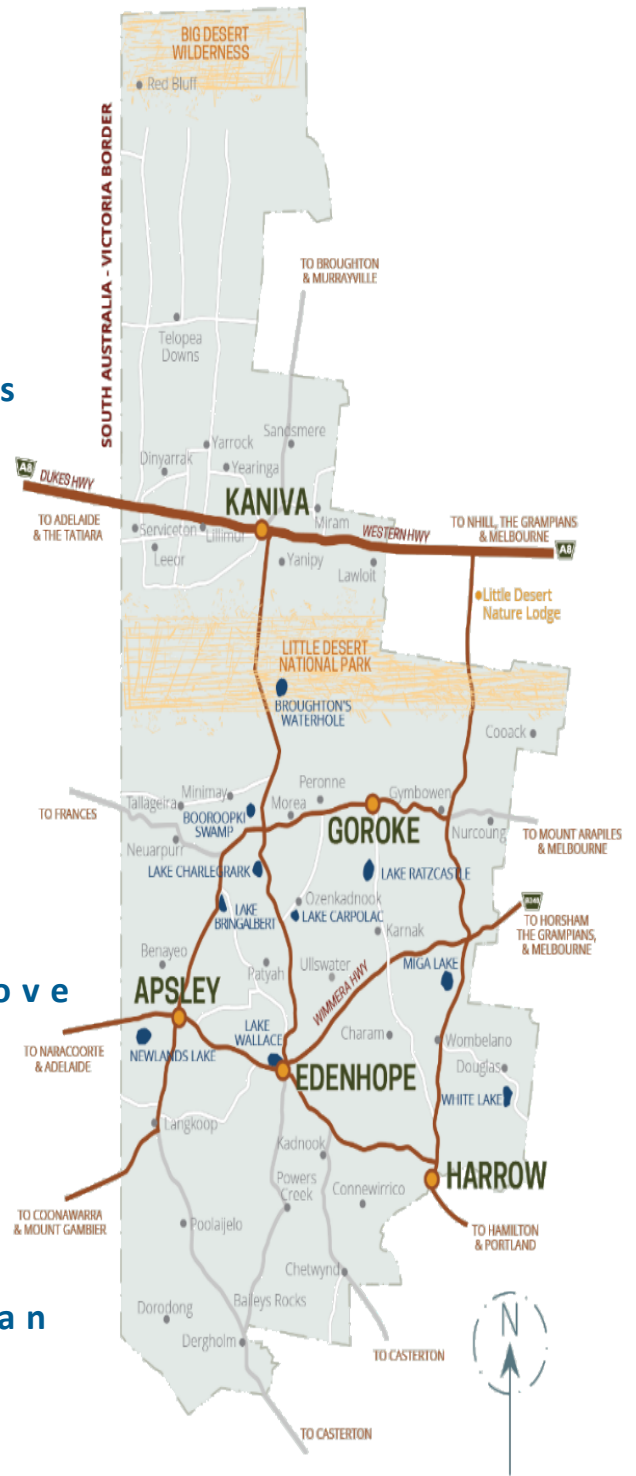 BIG DESERT
WILDERNESS
Red Bluff
SOUTH AUSTRALIA - VICTORIA BORDER
TO BROUGHTON
& MURRAYVILLE
Telopea
Downs
s
Sandsmere
Yarrock
Dinyarrak
Yearinga
A8
DUKES HWY
KANIVA
TO ADELAIDE
& THE TATIARA
Serviceton
Lillimur
Miram
WESTERN HWY
TO NHILL, THE GRAMPIANS
& MELBOURNE
A8
Leeor
Yanipy
Lawloit
Little Desert
Nature Lodge
LITTLE DESERT
NATIONAL PARK
BROUGHTON'S
WATERHOLE
Cooack
Peronne
Minimay
Tallageira
Morea
Gymbowen
TO FRANCES
BOOROOPKI
SWAMP
GOROKE
Nurcoung
TO MOUNT ARAPILES
& MELBOURNE
Neuarpurr
LAKE CHARLEGRARK
LAKE RATZCASTLE
Ozenkadnook
LAKE
BRINGALBERT
LAKE CARPOLAC
Karnak
TO HORSHAM
THE GRAMPIANS,
& MELBOURNE
Benayeo
Patyah
Ullswater
WIMMERA HWY
MIGA LAKE
ove
APSLEY
LAKE
WALLACE
Charam
Wombelano
TO NARACOORTE
& ADELAIDE
NEWLANDS LAKE
EDENHOPE
Douglas
WHITE LAKE
Langkoop
Kadnook
HARROW
Powers
Creek
Connewirrico
TO COONAWARRA
& MOUNT GAMBIER
Poolaijelo
TO HAMILTON
& PORTLAND
Chetwynd
Dorodong
Baileys Rocks
an
N
Dergholm
TO CASTERTON
TO CASTERTON